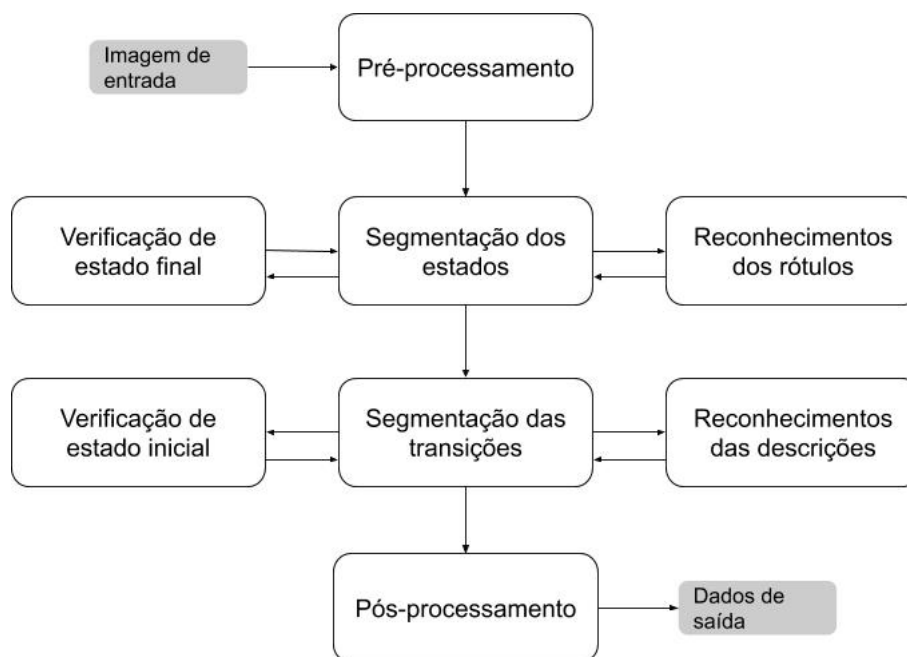 Imagem de
entrada
Pré-processamento
Verificação de
estado final
Segmentação dos
estados
Reconhecimentos
dos rótulos
Verificação de
estado inicial
Segmentação das
transições
Reconhecimentos
das descrições
Pós-processamento
Dados de
saída